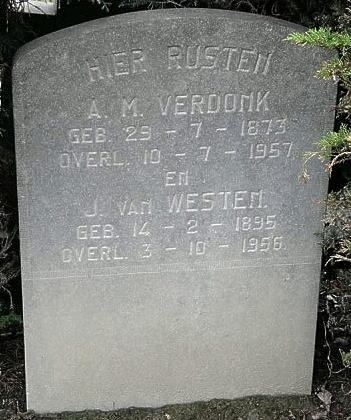 HIER RUSTEN
A. M. VERDONK
GEB. 29 - 7 - 1873
OVERL. 10 - 7 - 1957
EN
J. VAN WESTEN.
GEB. 14 - 2 - 1895
OVERL. 3 - 10 - 1956.